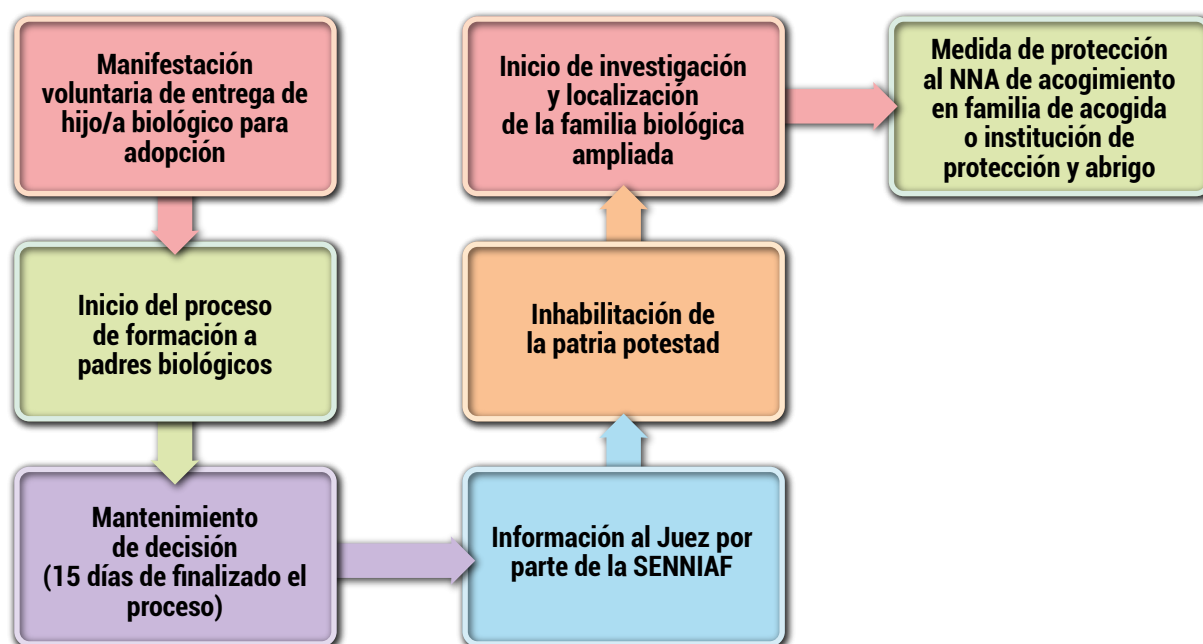 Manifestación
voluntaria de entrega de
hijo/a biológico para
adopción
Inicio del proceso
de formación a
padres biológicos
Mantenimiento
de decisión
(15 días de finalizado el
proceso)
Información al Juez por
parte de la SENNIAF
Inhabilitación de
la patria potestad
Inicio de investigación
y localización
de la familia biológica
ampliada
Medida de protección
al NNA de acogimiento
en familia de acogida
o institución de
protección y abrigo